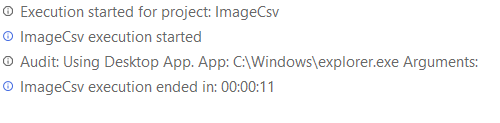 Execution started for project: ImageCsv
ImageCsv execution started
Audit: Using Desktop App. App: C:\Windows\explorer.exe Arguments:
ImageCsv execution ended in: 00:00:11